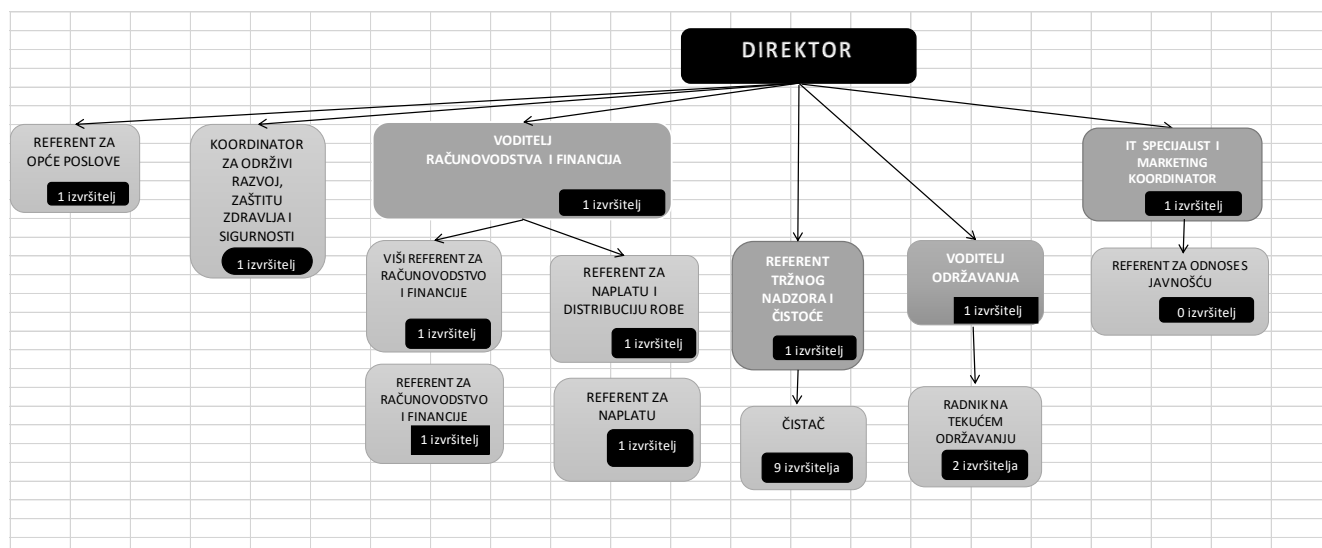 DIREKTOR
REFERENT ZA
OPĆE POSLOVE
1 izvršitelj
KOORDINATOR
ZA ODRŽIVI
RAZVOJ,
ZAŠTITU
ZDRAVLJA I
SIGURNOSTI
1 izvršitelj
VODITELJ
RAČUNOVODSTVA I FINANCIJA
1 izvršitelj
IT SPECIJALIST I
MARKETING
KOORDINATOR
1 izvršitelj
VIŠI REFERENT ZA
RAČUNOVODSTVO
I FINANCIJE
1 izvršitelj
REFERENT ZA
NAPLATU I
DISTRIBUCIJU ROBE
1 izvršitelj
REFERENT
TRŽNOG
NADZORA I
ČISTOĆE
1 izvršitelj
VODITELJ
ODRŽAVANJA
1 izvršitelj
REFERENT ZA ODNOSE S
JAVNOŠĆU
0 izvršitelj
REFERENT ZA
RAČUNOVODSTVO
I FINANCIJE
1 izvršitelj
REFERENT ZA
NAPLATU
1 izvršitelj
ČISTAČ
9 izvršitelja
RADNIK NA
TEKUĆEM
ODRŽAVANJU
2 izvršitelja